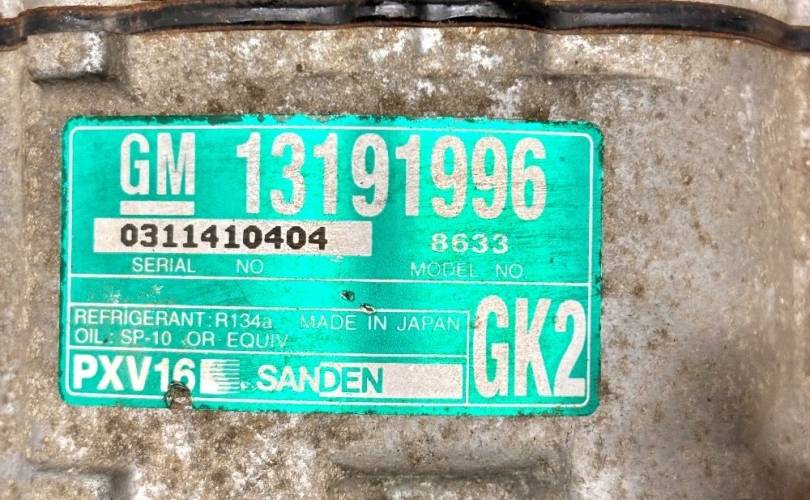 GM 13191996
0311410404 8633
SERIAL NO MODEL NO
REFRIGERANT: R134a MADE IN JAPAN
OIL: SP-10 OR EQUIV
GK2
PXV16 SANDEN